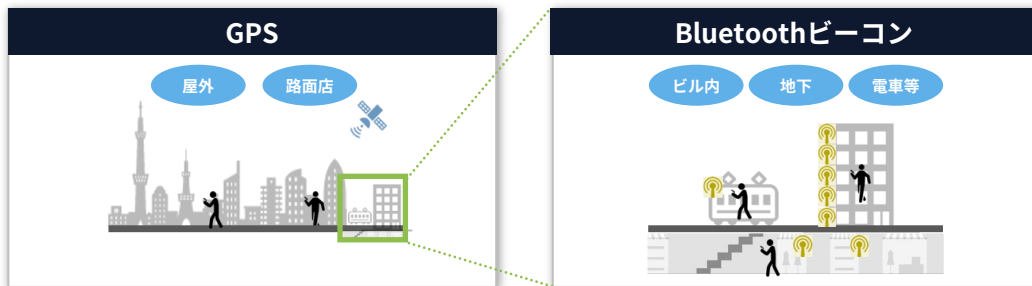 GPS
屋外
路面店
Bluetoothビーコン
ビル内
地下
電車等